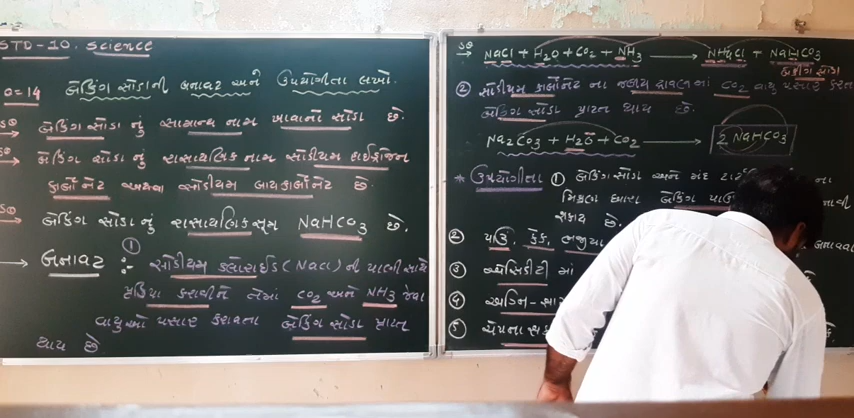 STD-10. Science
Q=14 બેકિંગ સોડાની બનાવટ અને ઉપયોગીતા લખો.
→ બેકિંગ સોડા નું સામાન્ય નામ ખાવાનો સોડા છે.
→ બેકિંગ સોડા નું રાસાયણિક નામ સોડીયમ હાઈડ્રોજન
કાર્બોનેટ અથવા સોડીયમ બાયકાર્બોનેટ છે.
બેકિંગ સોડા નું રાસાયણિક સૂત્ર NaHCO3 છે.
→ બનાવટ :- ① સોડીયમ ક્લોરાઈડ (NaCl) ની પાણી સાથે
પ્રક્રિયા કરાવીને તેમાં CO2 અને NH3 જેવા
વાયુઓ પસાર કરાવતા બેકિંગ સોડા પ્રાપ્ત
થાય છે.
→ NaCl + H2O + CO2 + NH3 → NH4Cl + NaHCO3
બેકિંગ સોડા
② સોડીયમ કાર્બોનેટ ના જલીય દ્રાવણમાં CO2 વાયુ પસાર કરતા
બેકિંગ સોડા પ્રાપ્ત થાય છે.
Na2CO3 + H2O + CO2 → 2 NaHCO3
* ઉપયોગીતા ① બેકિંગ સોડા અને મંદ ના
મિશ્રણ દ્વારા બેકિંગ
શકાય છે.
② પાઉં, કેક, ભજીયા બનાવવા
③ એસિડીટી માં
④
⑤